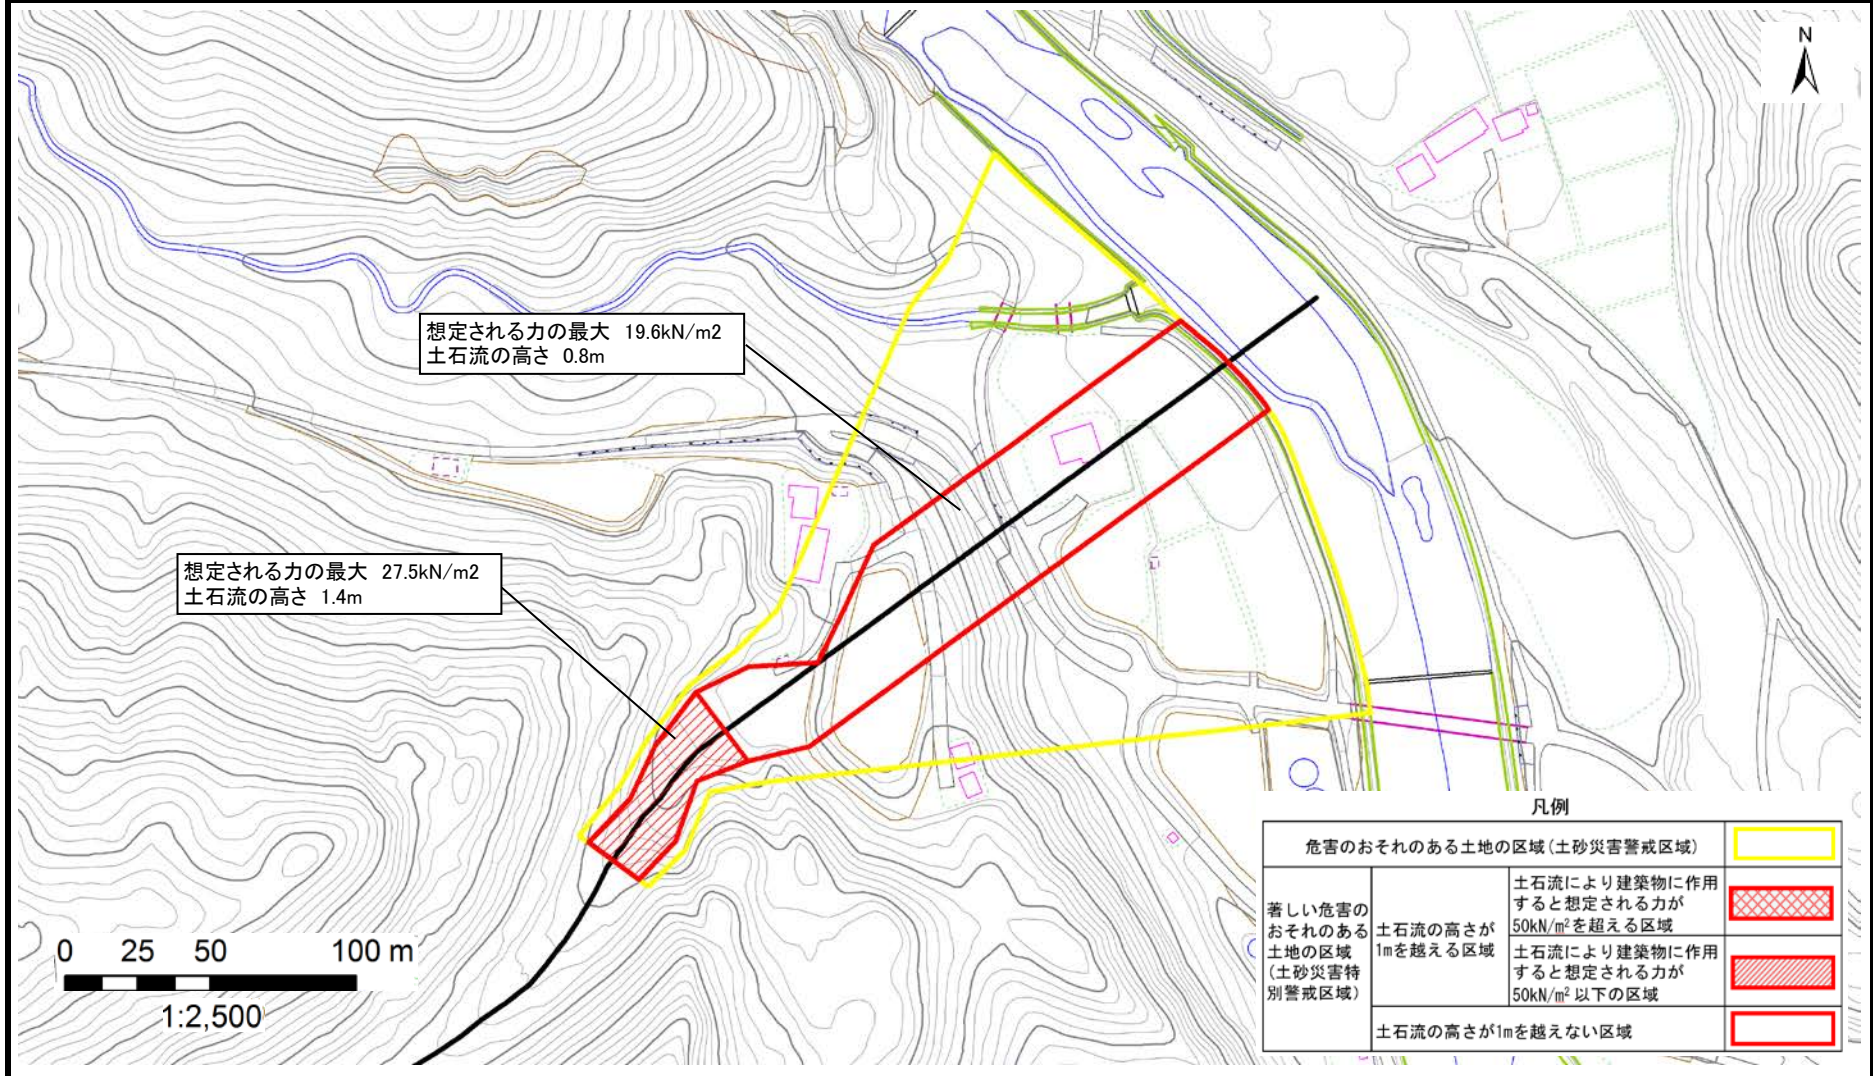 N
想定される力の最大 19.6kN/m2
土石流の高さ 0.8m
想定される力の最大 27.5kN/m2
土石流の高さ 1.4m
0 25 50 100 m
1:2,500
凡例
危害のおそれのある土地の区域(土砂災害警戒区域)
著しい危害の
おそれのある
土地の区域
(土砂災害特
別警戒区域)
土石流の高さが
1mを越える区域
土石流により建築物に作用
すると想定される力が
50kN/m²を超える区域
土石流により建築物に作用
すると想定される力が
50kN/m² 以下の区域
土石流の高さが1mを越えない区域